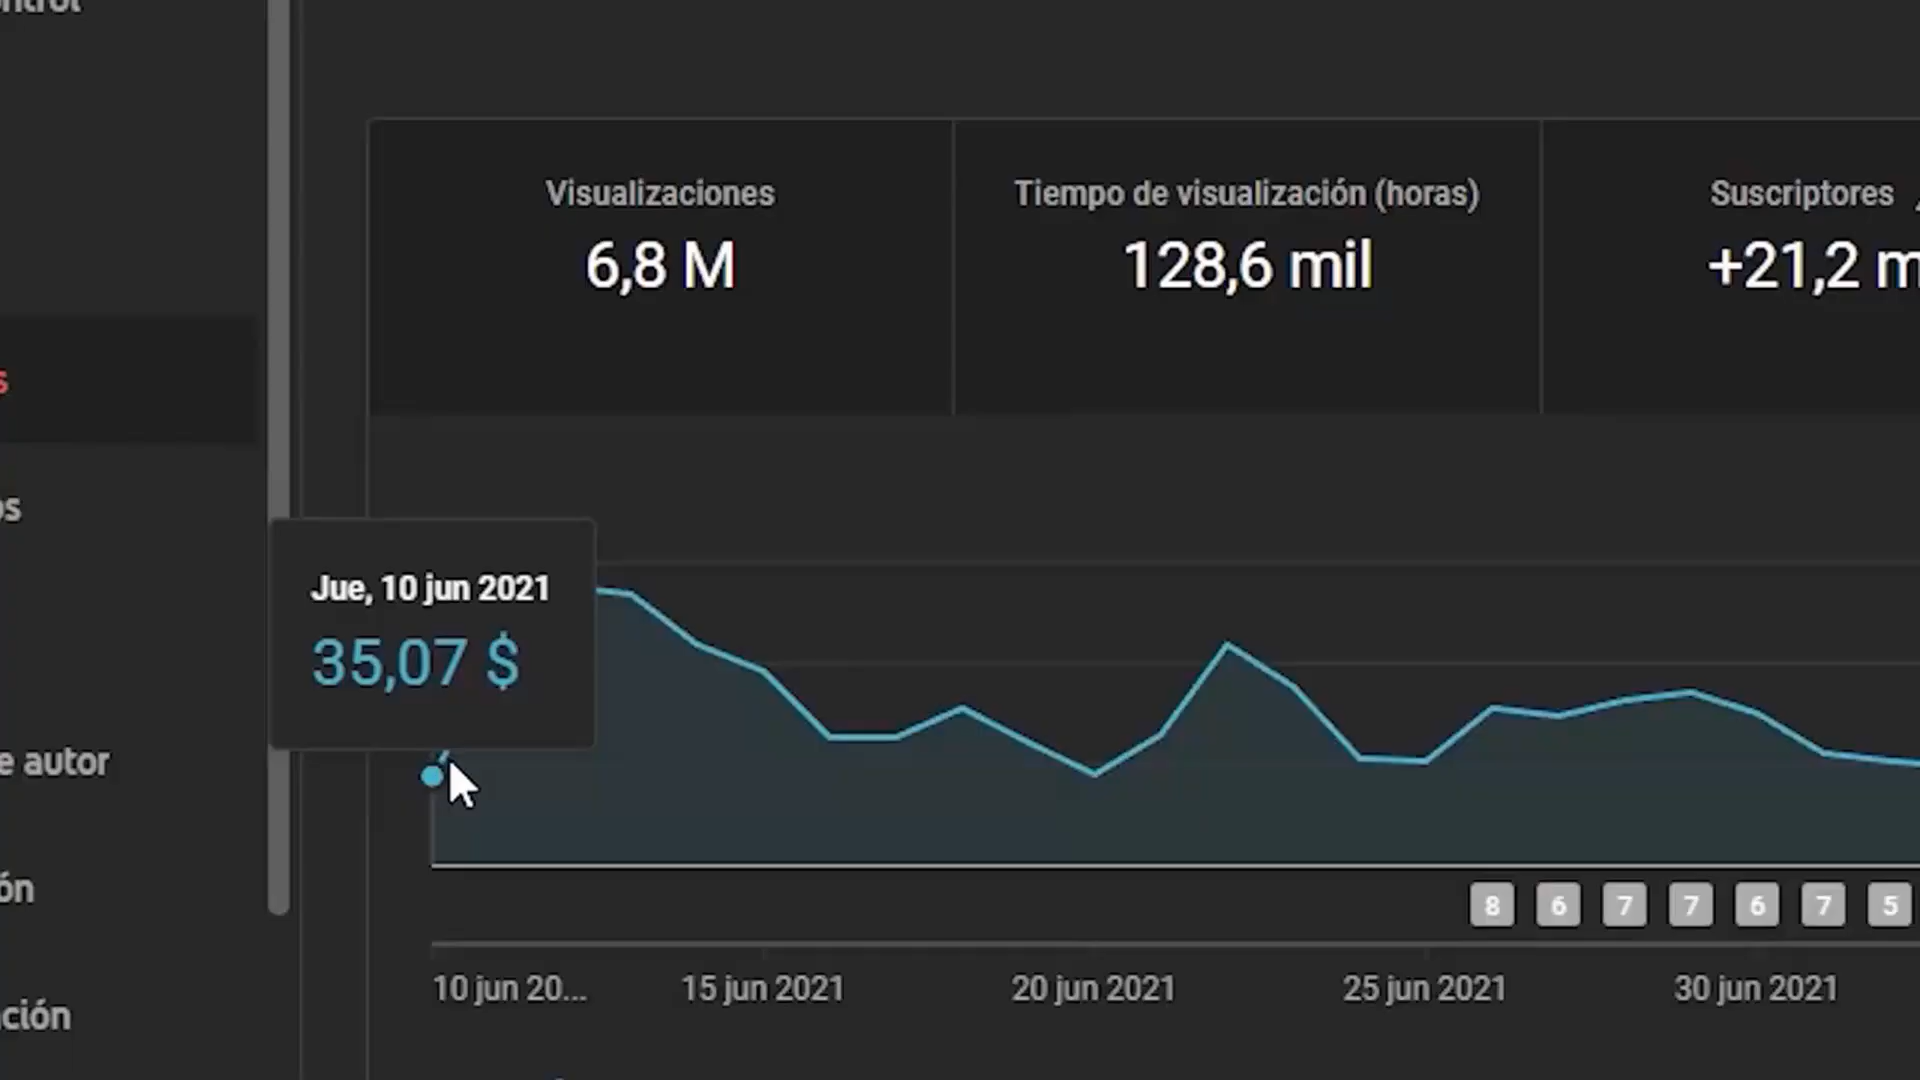 Visualizaciones
6,8 M
Tiempo de visualización (horas)
128,6 mil
Suscriptores
+21,2
Jue, 10 jun 2021
35,07 $
e autor
8 6 7 7 6 7 5
10 jun 20...
15 jun 2021
20 jun 2021
25 jun 2021
30 jun 2021